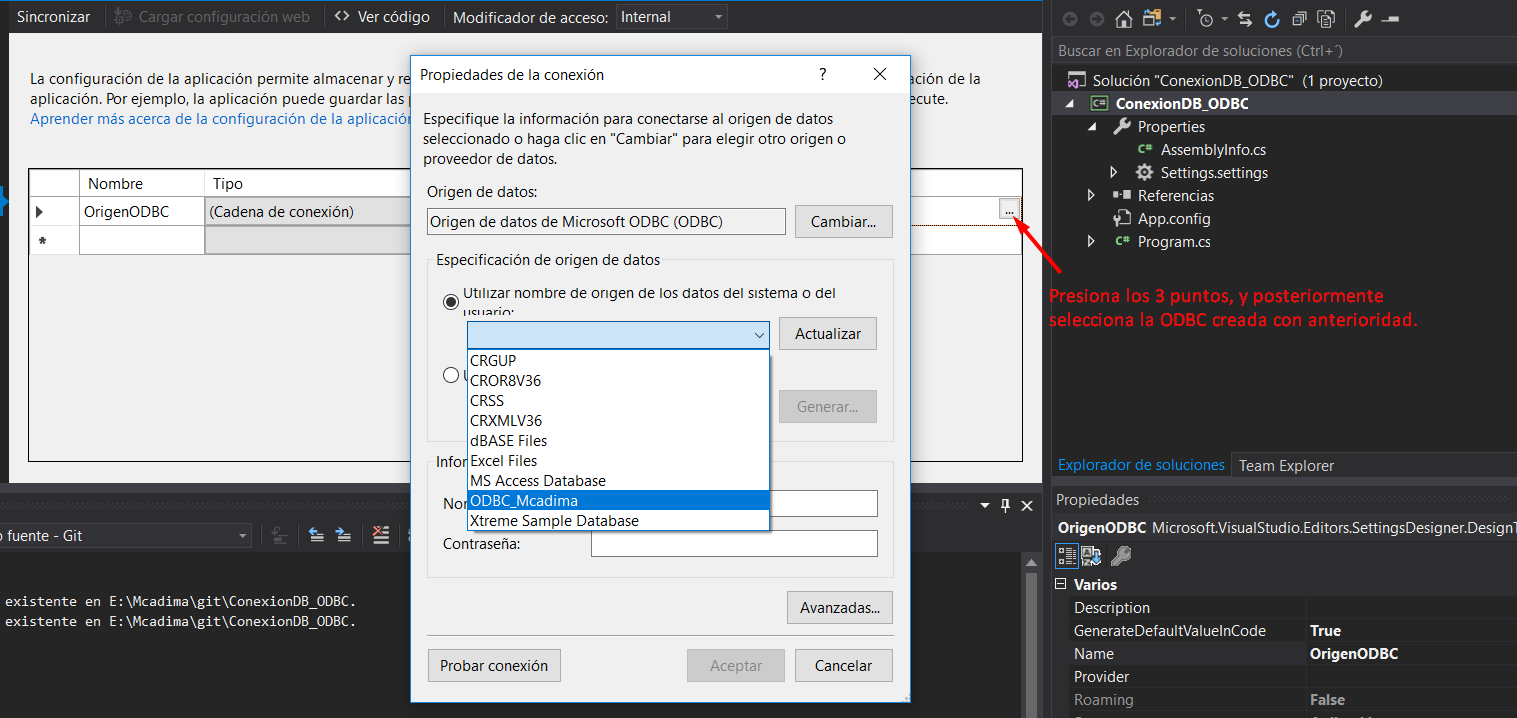 Sincronizar Cargar configuración web <> Ver código Modificador de acceso: Internal
La configuración de la aplicación permite almacenar y re
ación de la
aplicación. Por ejemplo, la aplicación puede guardar las
ecute.
Aprender más acerca de la configuración de la aplicación
Nombre Tipo
OrigenODBC (Cadena de conexión) ...
*
Propiedades de la conexión ?
Especifique la información para conectarse al origen de datos
seleccionado o haga clic en "Cambiar" para elegir otro origen o
proveedor de datos.
Origen de datos:
Origen de datos de Microsoft ODBC (ODBC) Cambiar...
Especificación de origen de datos
Utilizar nombre de origen de los datos del sistema o del
usuario:
Actualizar
CRGUP
CROR8V36
CRSS
CRXMLV36
dBASE Files
Excel Files
MS Access Database
ODBC_Mcadima
Xtreme Sample Database
Generar...
Infor
Nor
Contraseña:
Avanzadas...
Probar conexión Aceptar Cancelar
o fuente - Git
existente en E:\Mcadima\git\ConexionDB_ODBC.
existente en E:\Mcadima\git\ConexionDB_ODBC.
Buscar en Explorador de soluciones (Ctrl+´)
Solución "ConexionDB_ODBC" (1 proyecto)
C# ConexionDB_ODBC
Properties
C# AssemblyInfo.cs
Settings.settings
Referencias
App.config
C# Program.cs
Presiona los 3 puntos, y posteriormente
selecciona la ODBC creada con anterioridad.
Explorador de soluciones Team Explorer
Propiedades
OrigenODBC Microsoft.VisualStudio.Editors.SettingsDesigner.DesignT
Varios
Description
GenerateDefaultValueInCode True
Name OrigenODBC
Provider
Roaming False